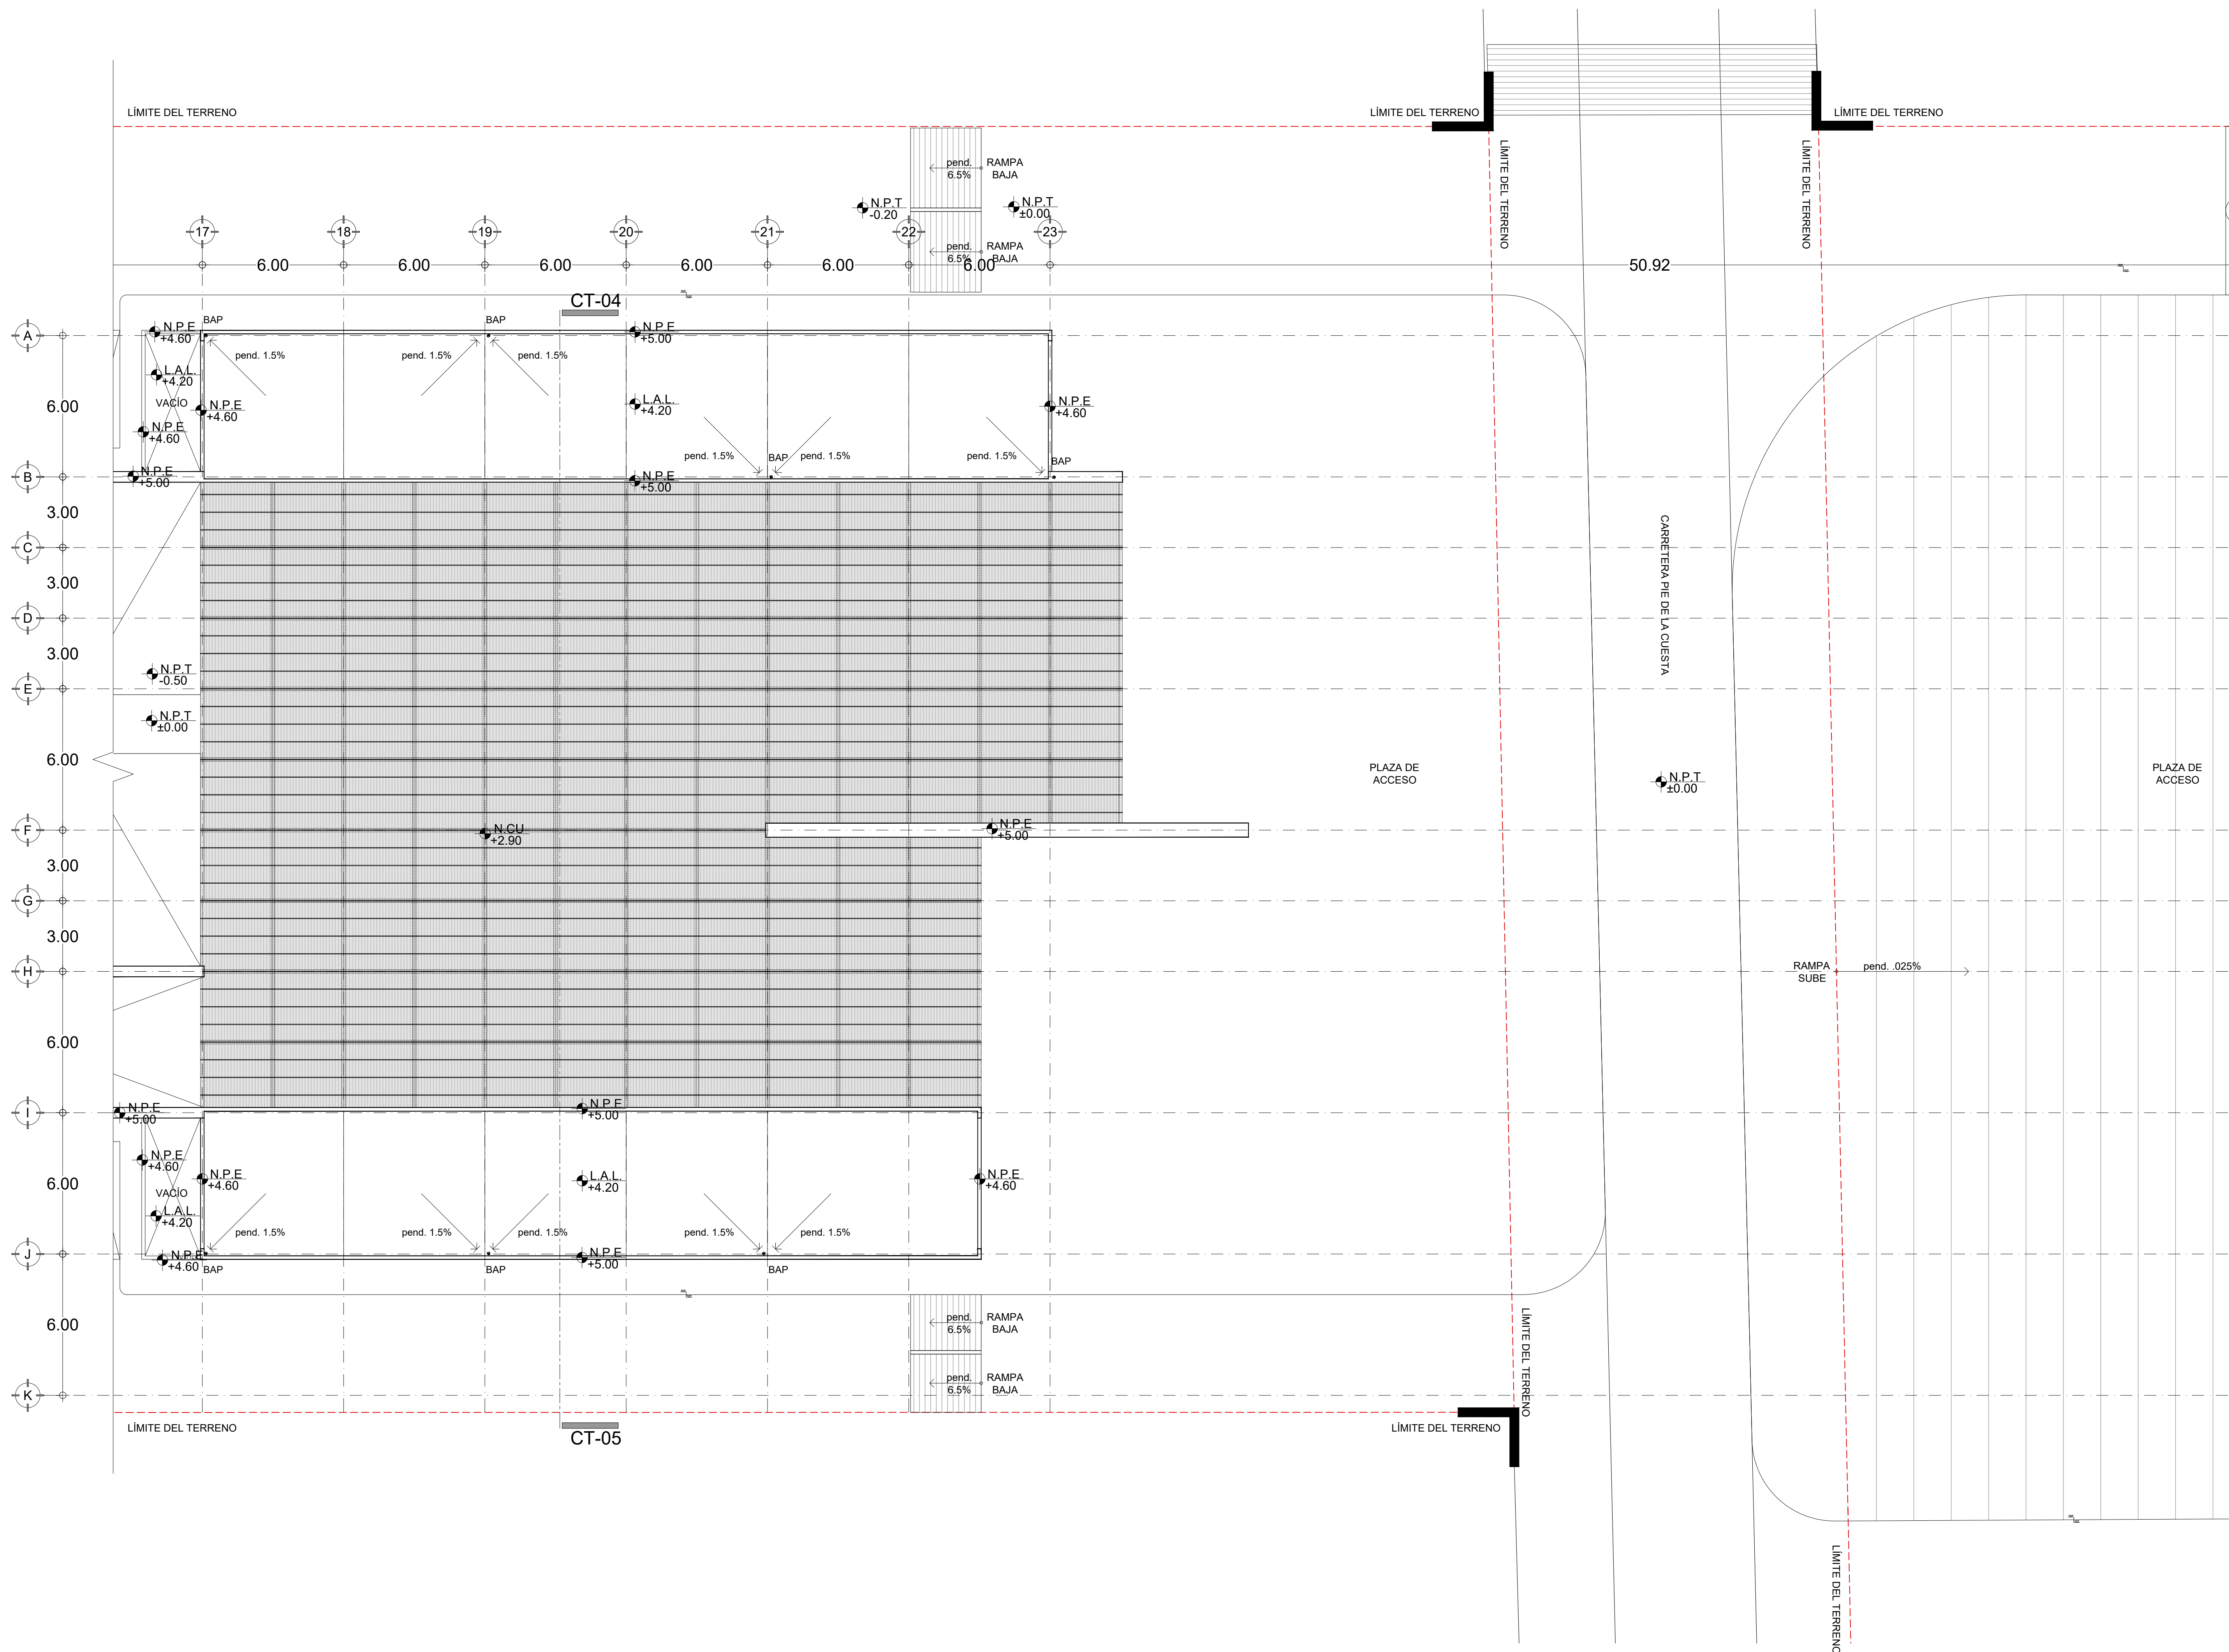 LÍMITE DEL TERRENO
LÍMITE DEL TERRENO
LÍMITE DEL TERRENO
LÍMITE DEL TERRENO
LÍMITE DEL TERRENO
pend.
6.5%
RAMPA
BAJA
N.P.T
-0.20
N.P.T
±0.00
17
18
19
20
21
22
23
pend.
6.5%
RAMPA
BAJA
6.00
6.00
6.00
6.00
6.00
6.00
50.92
CT-04
A
BAP
BAP
N.P.E
+4.60
N.P.E
+5.00
pend. 1.5%
pend. 1.5%
pend. 1.5%
L.A.L.
+4.20
VACÍO
N.P.E
+4.60
6.00
L.A.L.
+4.20
N.P.E
+4.60
N.P.E
+4.60
pend. 1.5%
BAP
pend. 1.5%
pend. 1.5%
BAP
B
N.P.E
+5.00
N.P.E
+5.00
3.00
C
3.00
D
3.00
CARRETERA PIE DE LA CUESTA
N.P.T
-0.50
E
N.P.T
±0.00
6.00
PLAZA DE
ACCESO
N.P.T
±0.00
PLAZA DE
ACCESO
F
N.CU
+2.90
N.P.E
+5.00
3.00
G
3.00
H
RAMPA
SUBE
pend. .025%
6.00
I
N.P.E
+5.00
N.P.E
+5.00
N.P.E
+4.60
VACÍO
L.A.L.
+4.20
6.00
N.P.E
+4.60
L.A.L.
+4.20
N.P.E
+4.60
pend. 1.5%
pend. 1.5%
pend. 1.5%
pend. 1.5%
pend. 1.5%
J
N.P.E
+4.60
BAP
BAP
N.P.E
+5.00
BAP
6.00
pend.
6.5%
RAMPA
BAJA
pend.
6.5%
RAMPA
BAJA
K
LÍMITE DEL TERRENO
LÍMITE DEL TERRENO
CT-05
LÍMITE DEL TERRENO
LÍMITE DEL TERRENO